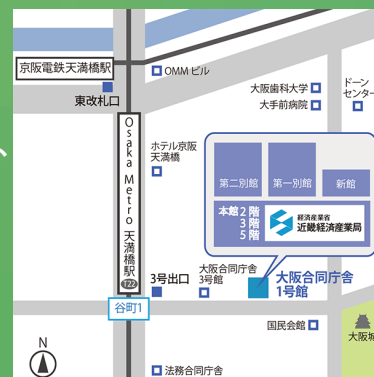 京阪電鉄天満橋駅
東改札口
OMM ビル
大阪歯科大学
大手前病院
ドーン
センター
Osaka Metro 天満橋駅
T22
ホテル京阪
天満橋
第二別館
第一別館
新館
本館 2階
3階
5階
経済産業省
近畿経済産業局
3号出口
大阪合同庁舎
3号館
大阪合同庁舎
1号館
谷町1
国民会館
大阪城
N
法務合同庁舎